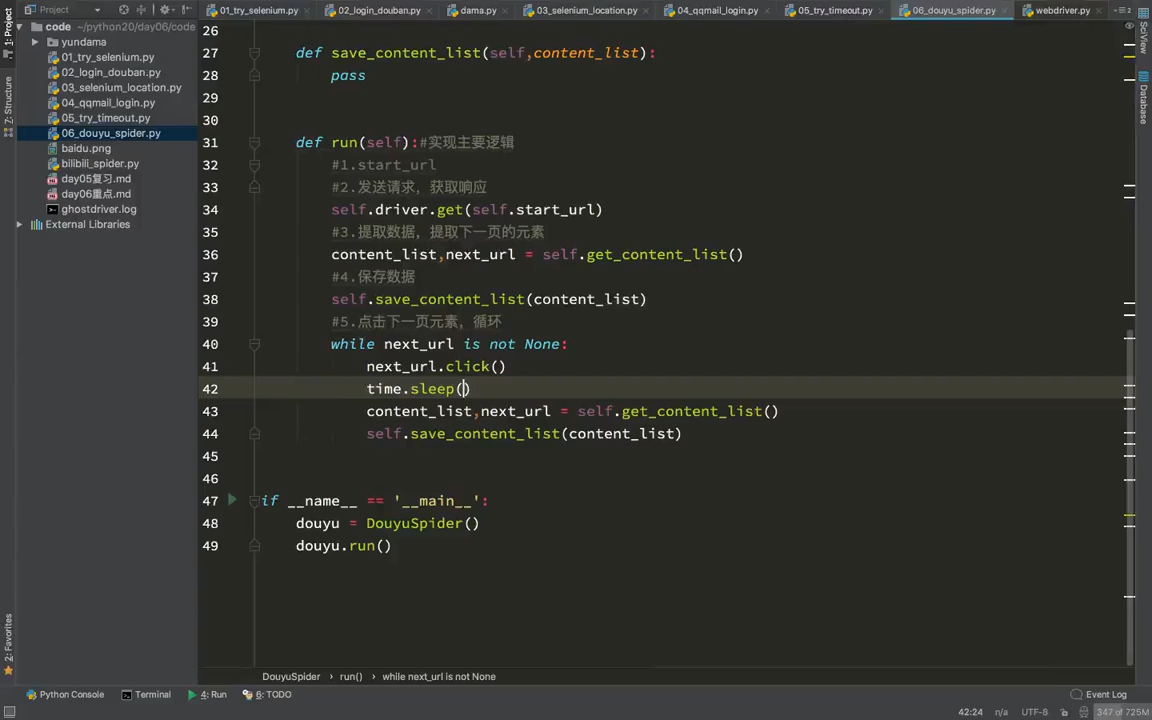 Project
01_try_selenium.py
02_login_douban.py
dama.py
03_selenium_location.py
04_qqmail_login.py
05_try_timeout.py
06_douyu_spider.py
webdriver.py
1: Project
Z: Structure
2: Favorites
SciView
Database
code ~/python20/day06/code
yundama
01_try_selenium.py
02_login_douban.py
03_selenium_location.py
04_qqmail_login.py
05_try_timeout.py
06_douyu_spider.py
baidu.png
bilibili_spider.py
day05复习.md
day06重点.md
ghostdriver.log
External Libraries
26
27 def save_content_list(self,content_list):
28 pass
29
30
31 def run(self):#实现主要逻辑
32 #1.start_url
33 #2.发送请求，获取响应
34 self.driver.get(self.start_url)
35 #3.提取数据，提取下一页的元素
36 content_list,next_url = self.get_content_list()
37 #4.保存数据
38 self.save_content_list(content_list)
39 #5.点击下一页元素，循环
40 while next_url is not None:
41 next_url.click()
42 time.sleep()
43 content_list,next_url = self.get_content_list()
44 self.save_content_list(content_list)
45
46
47 if __name__ == '__main__':
48 douyu = DouyuSpider()
49 douyu.run()
DouyuSpider › run() › while next_url is not None
Python Console
Terminal
4: Run
6: TODO
Event Log
42:24 n/a UTF-8 347 of 725M